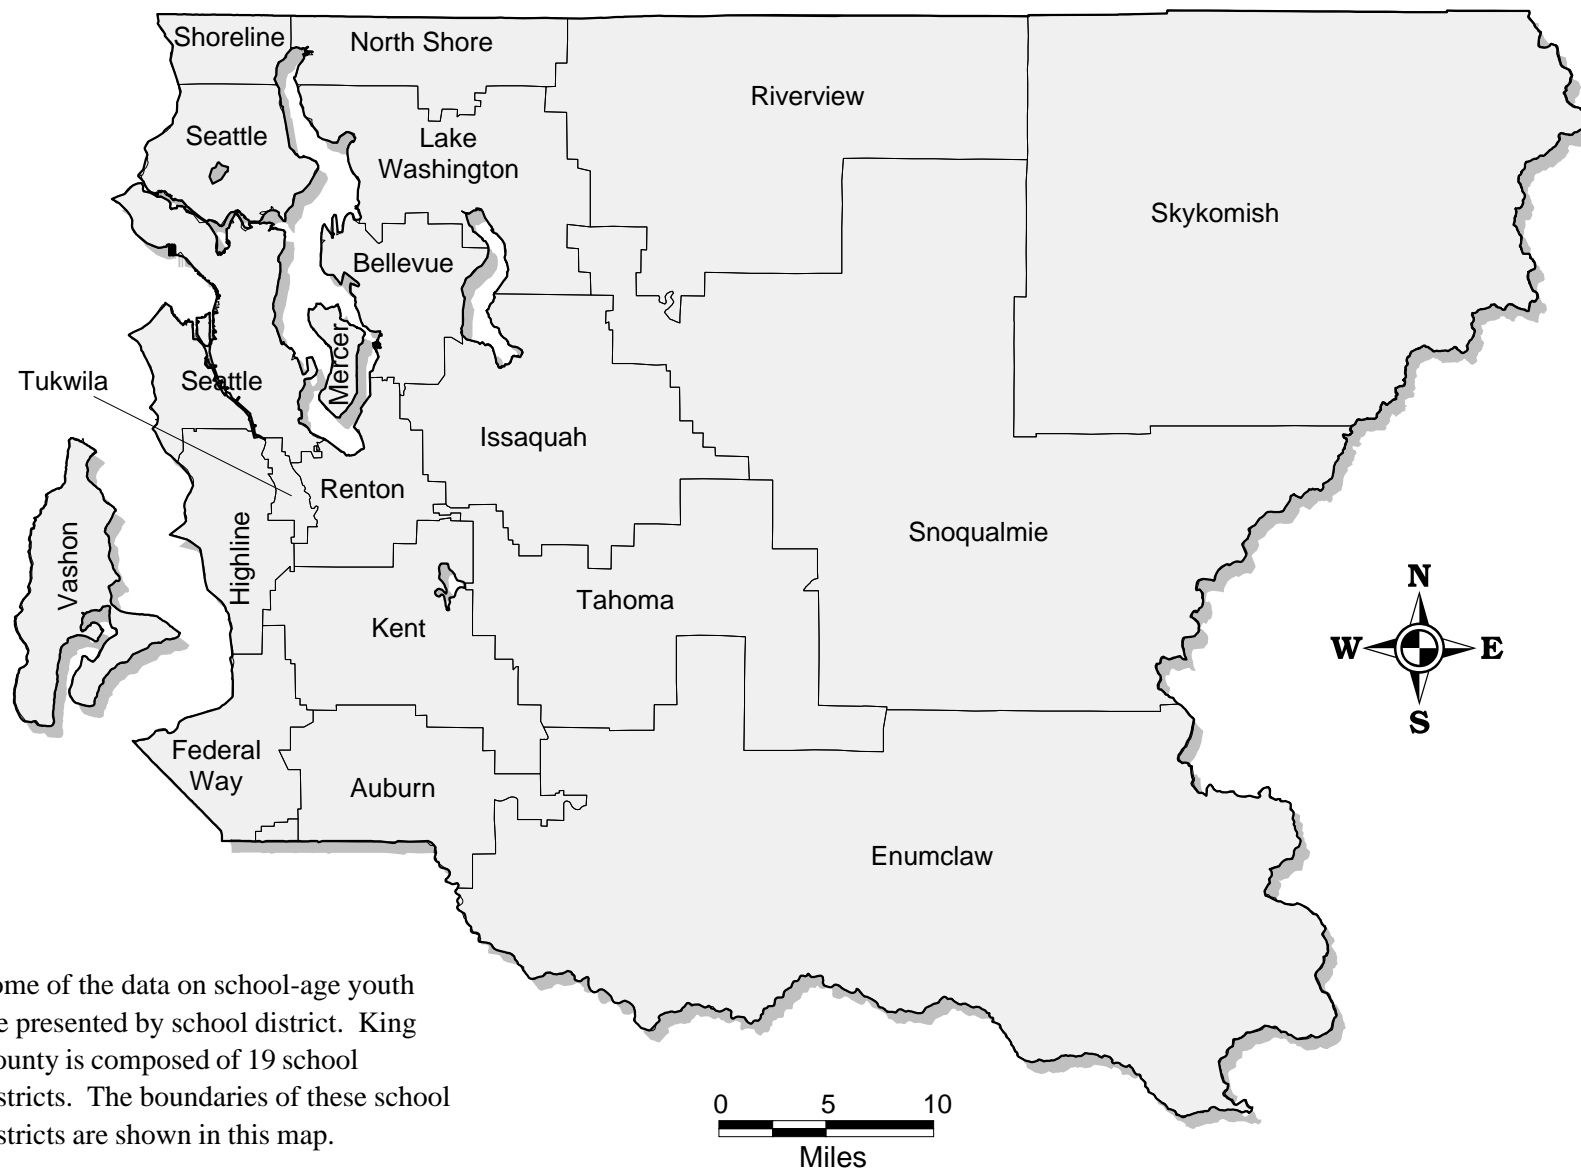 Shoreline
North Shore
Riverview
Seattle
Lake
Washington
Skykomish
Bellevue
Mercer
Seattle
Tukwila
Issaquah
Renton
Snoqualmie
Vashon
Highline
Tahoma
Kent
N
W E
S
Federal
Way
Auburn
Enumclaw
ome of the data on school-age youth
e presented by school district. King
ounty is composed of 19 school
stricts. The boundaries of these school
stricts are shown in this map.
0 5 10
Miles